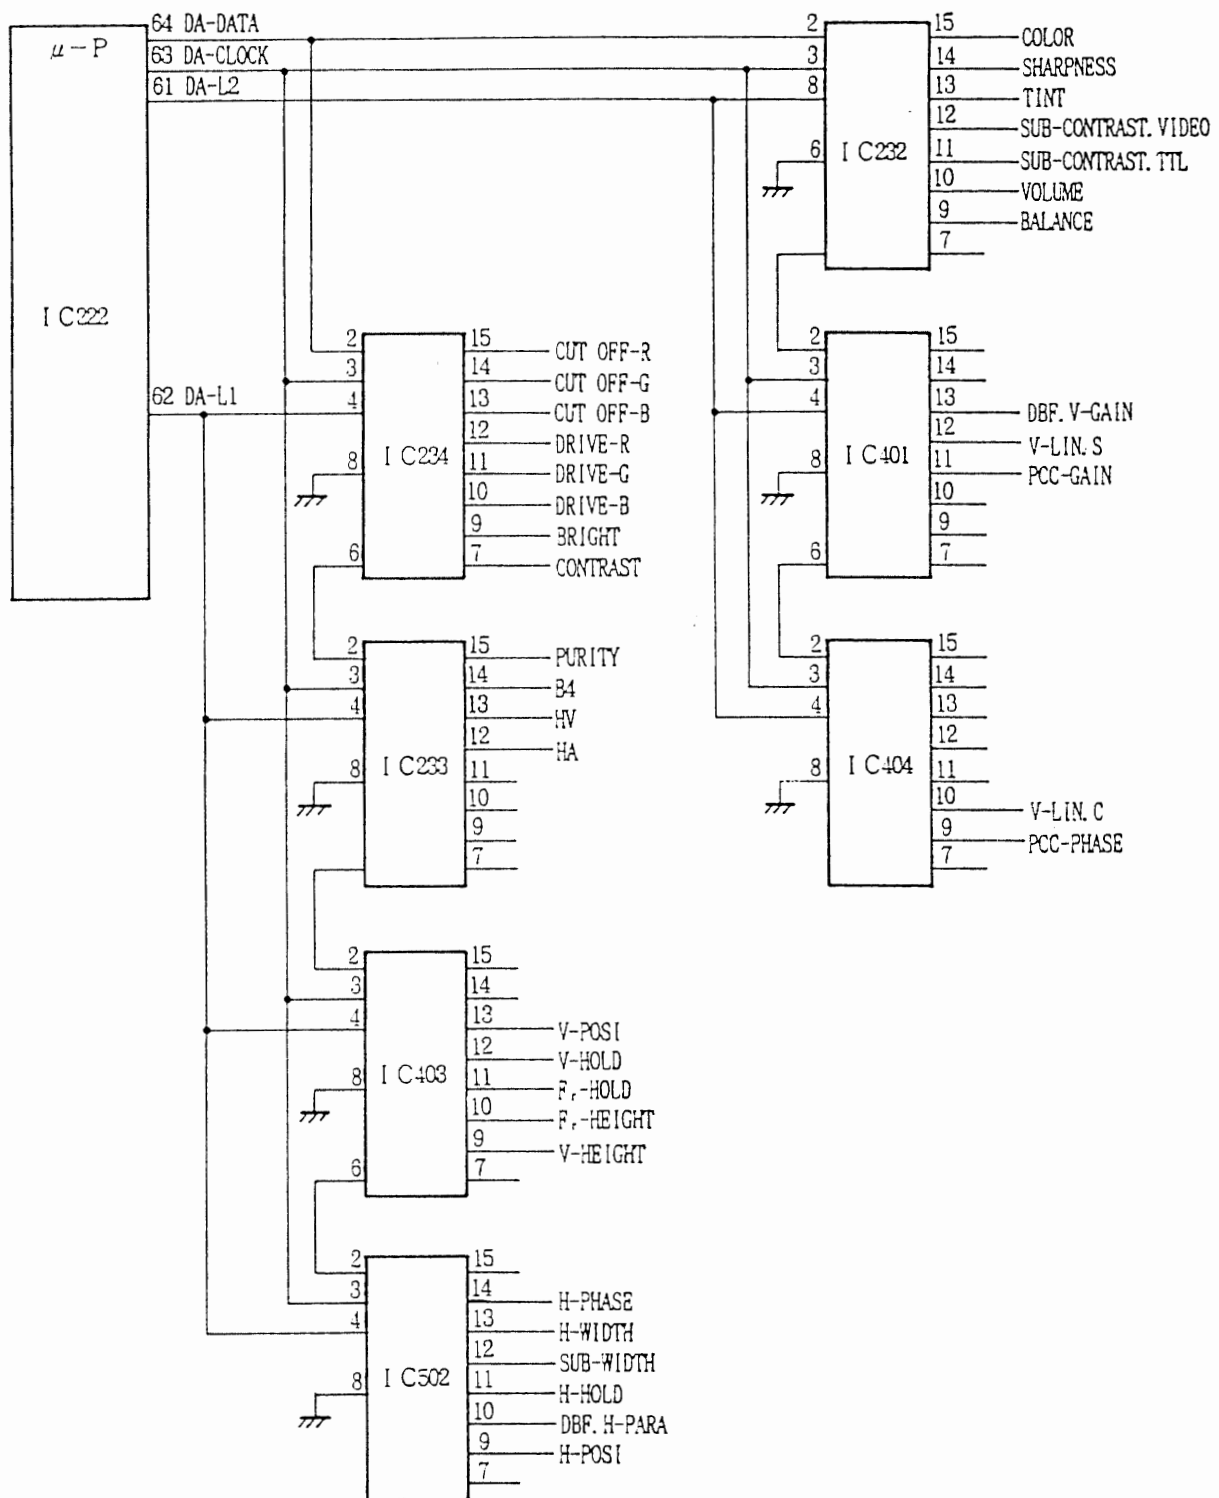 μ-P
64 DA-DATA
63 DA-CLOCK
61 DA-L2
IC222
62 DA-L1
2
3
8
6
IC232
15 COLOR
14 SHARPNESS
13 TINT
12 SUB-CONTRAST.VIDEO
11 SUB-CONTRAST.TTL
10 VOLUME
9 BALANCE
7
2
3
4
8
6
IC234
15 CUT OFF-R
14 CUT OFF-G
13 CUT OFF-B
12 DRIVE-R
11 DRIVE-G
10 DRIVE-B
9 BRIGHT
7 CONTRAST
2
3
4
8
6
IC401
15
14
13 DBF.V-GAIN
12 V-LIN.S
11 PCC-GAIN
10
9
7
2
3
4
8
IC233
15 PURITY
14 B4
13 HV
12 HA
11
10
9
7
2
3
4
8
IC404
15
14
13
12
11
10 V-LIN.C
9 PCC-PHASE
7
2
3
4
8
6
IC403
15
14
13 V-POSI
12 V-HOLD
11 Fr-HOLD
10 Fr-HEIGHT
9 V-HEIGHT
7
2
3
4
8
IC502
15
14 H-PHASE
13 H-WIDTH
12 SUB-WIDTH
11 H-HOLD
10 DBF.H-PARA
9 H-POSI
7